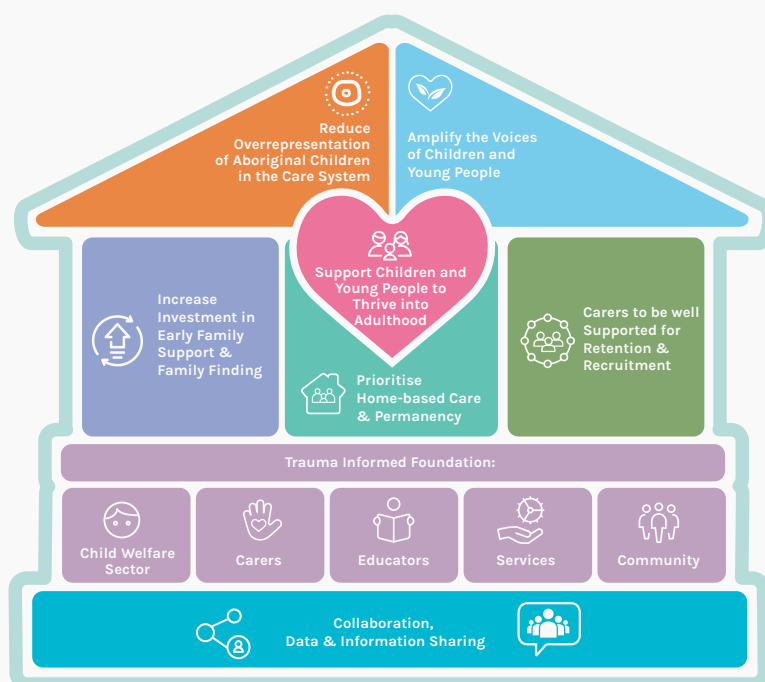 Reduce
Overrepresentation
of Aboriginal Children
in the Care System
Amplify the Voices
of Children and
Young People
Support Children and
Young People to
Thrive into
Adulthood
Increase
Investment in
Early Family
Support &
Family Finding
Prioritise
Home-based Care
& Permanency
Carers to be well
Supported for
Retention &
Recruitment
Trauma Informed Foundation:
Child Welfare
Sector
Carers
Educators
Services
Community
Collaboration,
Data & Information Sharing